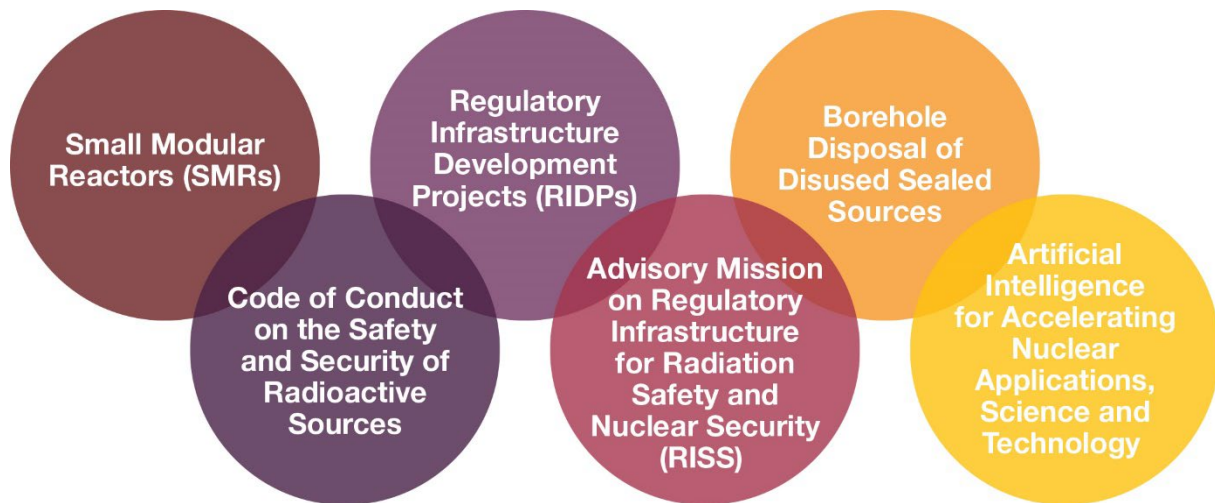 Small Modular
Reactors (SMRs)
Regulatory
Infrastructure
Development
Projects (RIDPs)
Borehole
Disposal of
Disused Sealed
Sources
Code of Conduct
on the Safety
and Security of
Radioactive
Sources
Advisory Mission
on Regulatory
Infrastructure
for Radiation
Safety and
Nuclear Security
(RISS)
Artificial
Intelligence
for Accelerating
Nuclear
Applications,
Science and
Technology